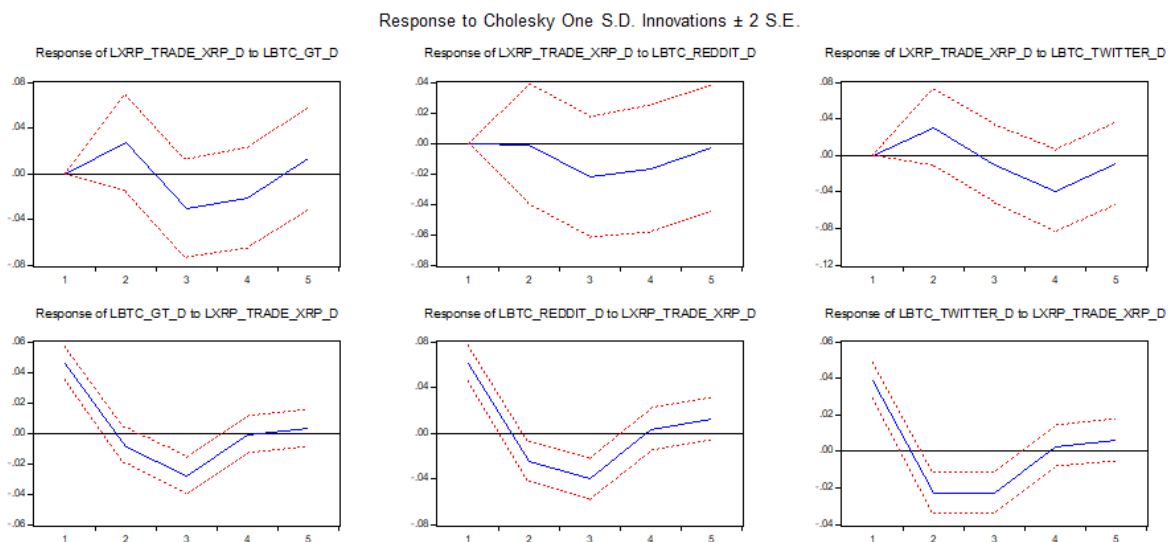 Response to Cholesky One S.D. Innovations ± 2 S.E.
Response of LXRP_TRADE_XRP_D to LBTC_GT_D
.08
.04
.00
-.04
-.08
1 2 3 4 5
Response of LXRP_TRADE_XRP_D to LBTC_REDDIT_D
.04
.02
.00
-.02
-.04
-.06
-.08
1 2 3 4 5
Response of LXRP_TRADE_XRP_D to LBTC_TWITTER_D
.08
.04
.00
-.04
-.08
-.12
1 2 3 4 5
Response of LBTC_GT_D to LXRP_TRADE_XRP_D
.06
.04
.02
.00
-.02
-.04
-.06
1 2 3 4 5
Response of LBTC_REDDIT_D to LXRP_TRADE_XRP_D
.08
.04
.00
-.04
-.08
1 2 3 4 5
Response of LBTC_TWITTER_D to LXRP_TRADE_XRP_D
.06
.04
.02
.00
-.02
-.04
1 2 3 4 5